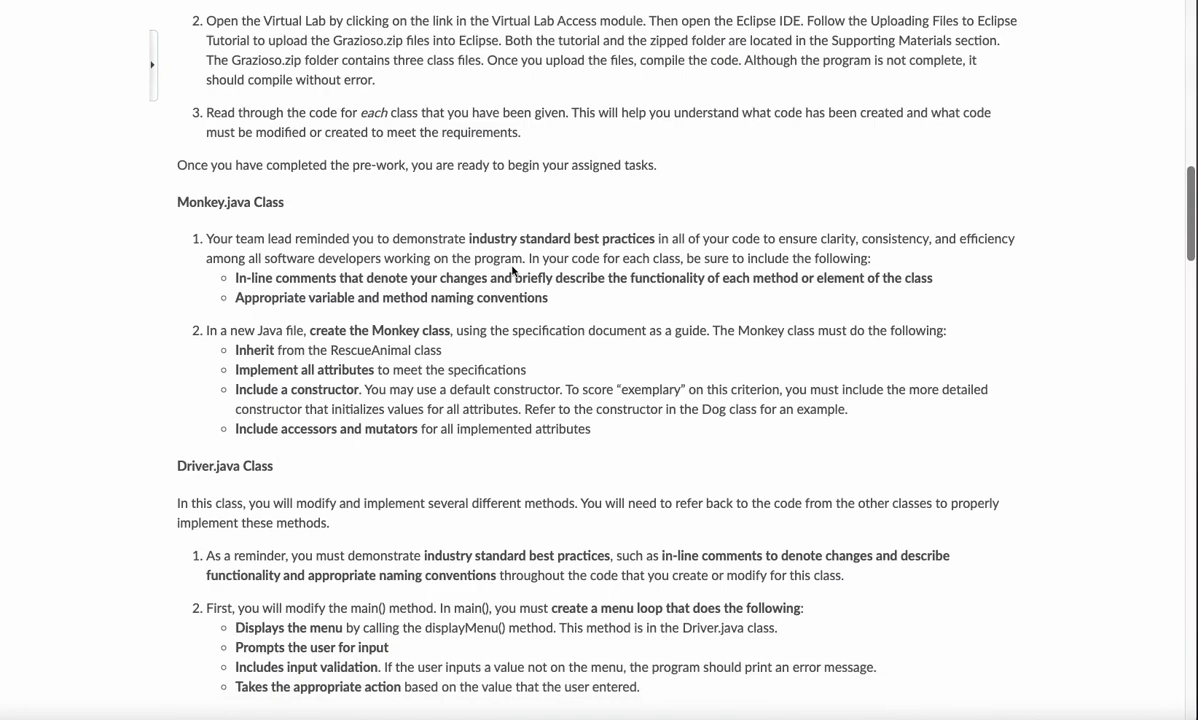 2. Open the Virtual Lab by clicking on the link in the Virtual Lab Access module. Then open the Eclipse IDE. Follow the Uploading Files to Eclipse
Tutorial to upload the Grazioso.zip files into Eclipse. Both the tutorial and the zipped folder are located in the Supporting Materials section.
The Grazioso.zip folder contains three class files. Once you upload the files, compile the code. Although the program is not complete, it
should compile without error.
3. Read through the code for each class that you have been given. This will help you understand what code has been created and what code
must be modified or created to meet the requirements.
Once you have completed the pre-work, you are ready to begin your assigned tasks.
Monkey.java Class
1. Your team lead reminded you to demonstrate industry standard best practices in all of your code to ensure clarity, consistency, and efficiency
among all software developers working on the program. In your code for each class, be sure to include the following:
○ In-line comments that denote your changes and briefly describe the functionality of each method or element of the class
○ Appropriate variable and method naming conventions
2. In a new Java file, create the Monkey class, using the specification document as a guide. The Monkey class must do the following:
○ Inherit from the RescueAnimal class
○ Implement all attributes to meet the specifications
○ Include a constructor. You may use a default constructor. To score “exemplary” on this criterion, you must include the more detailed
constructor that initializes values for all attributes. Refer to the constructor in the Dog class for an example.
○ Include accessors and mutators for all implemented attributes
Driver.java Class
In this class, you will modify and implement several different methods. You will need to refer back to the code from the other classes to properly
implement these methods.
1. As a reminder, you must demonstrate industry standard best practices, such as in-line comments to denote changes and describe
functionality and appropriate naming conventions throughout the code that you create or modify for this class.
2. First, you will modify the main() method. In main(), you must create a menu loop that does the following:
○ Displays the menu by calling the displayMenu() method. This method is in the Driver.java class.
○ Prompts the user for input
○ Includes input validation. If the user inputs a value not on the menu, the program should print an error message.
○ Takes the appropriate action based on the value that the user entered.